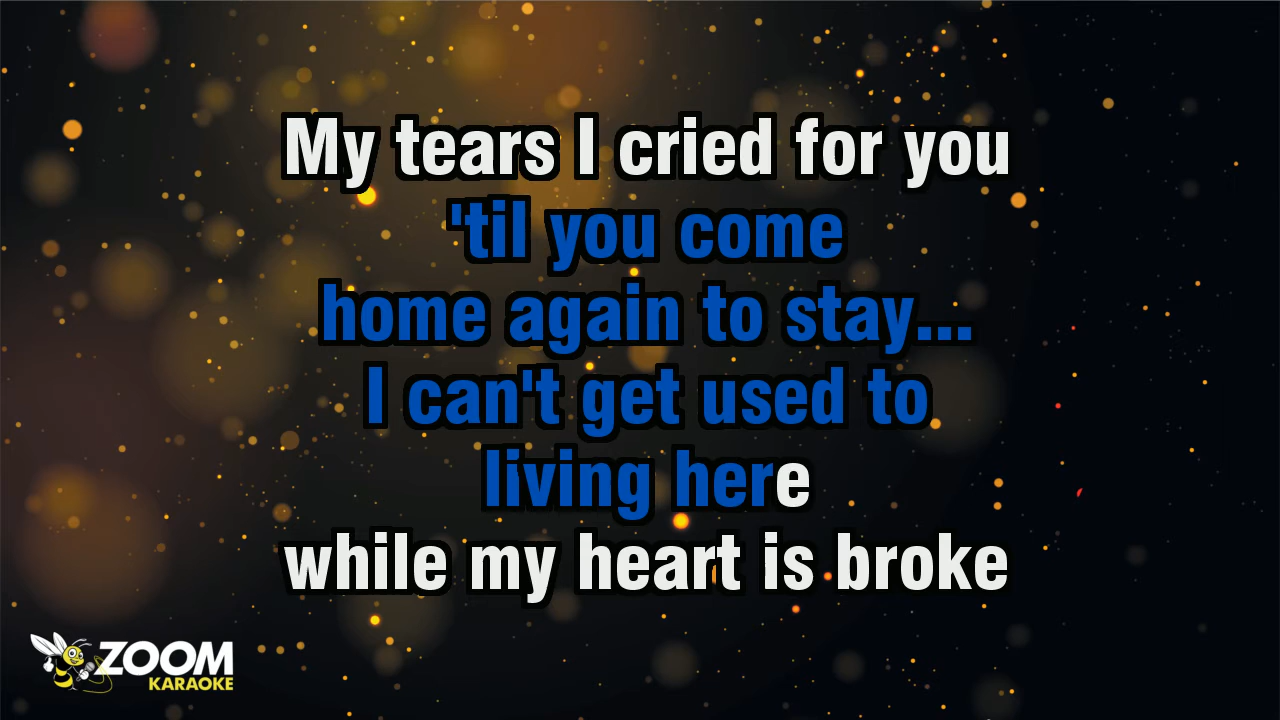 My tears I cried for you
'til you come
home again to stay...
I can't get used to
living here
while my heart is broke
ZOOM
KARAOKE